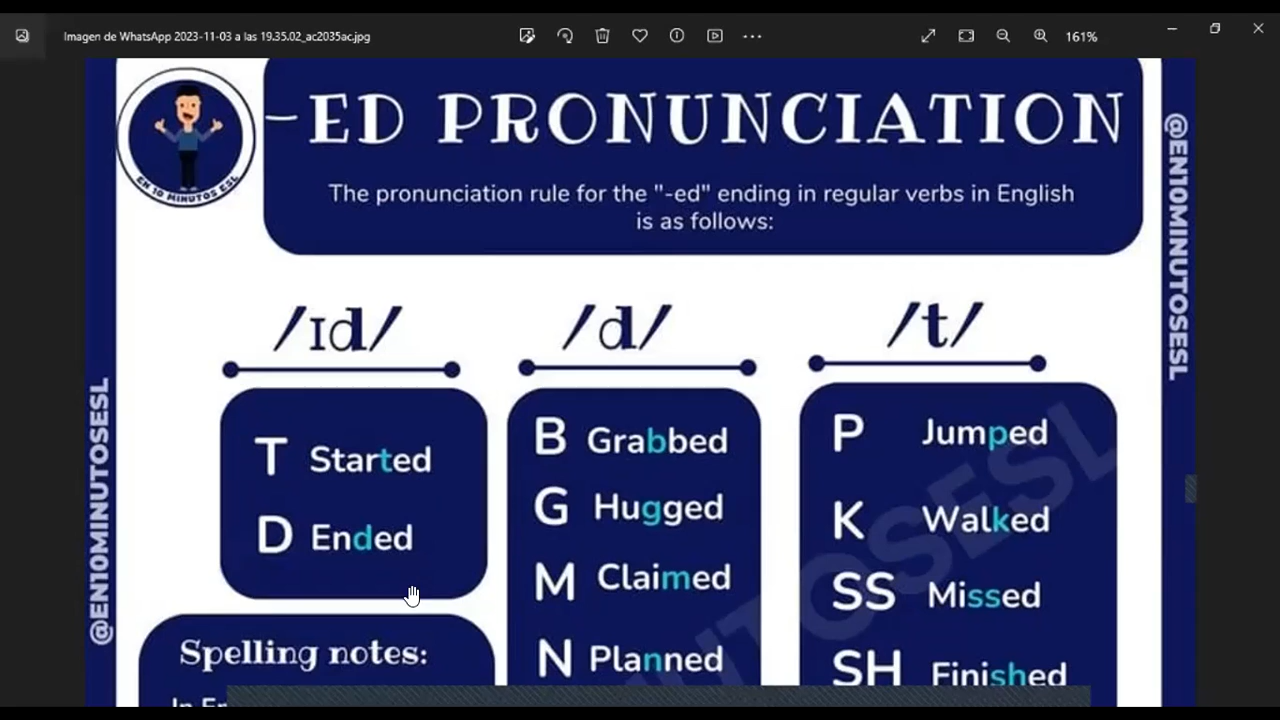 Imagen de WhatsApp 2023-11-03 a las 19.35.02_ac2035ac.jpg
161%
EN 10 MINUTOS ESL
-ED PRONUNCIATION
The pronunciation rule for the "-ed" ending in regular verbs in English
is as follows:
@EN10MINUTOSESL
@EN10MINUTOSESL
/ɪd/
T Started
D Ended
Spelling notes:
/d/
B Grabbed
G Hugged
M Claimed
N Planned
/t/
P Jumped
K Walked
SS Missed
SH Finished